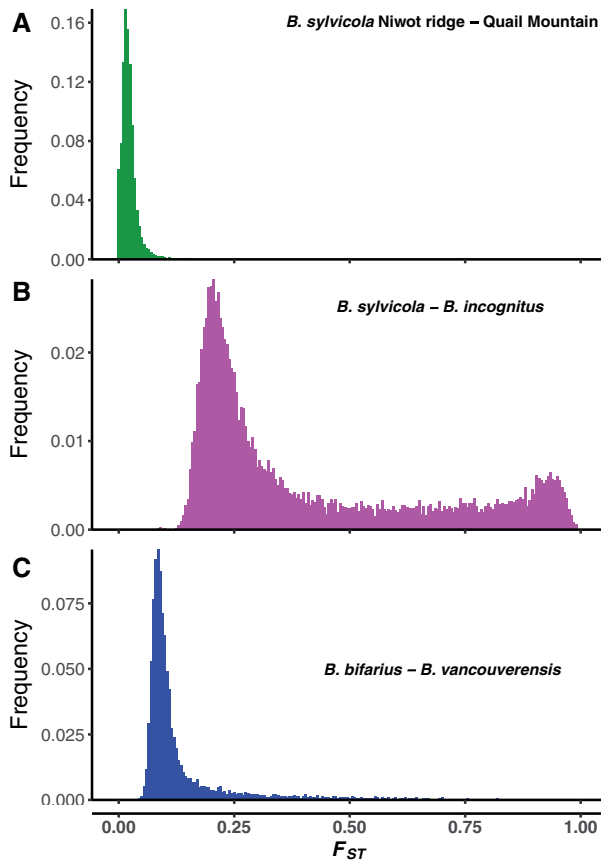 A
B. sylvicola Niwot ridge – Quail Mountain
Frequency
0.16
0.12
0.08
0.04
0.00
B
B. sylvicola – B. incognitus
Frequency
0.02
0.01
0.00
C
B. bifarius – B. vancouverensis
Frequency
0.075
0.050
0.025
0.000
0.00 0.25 0.50 0.75 1.00
FST